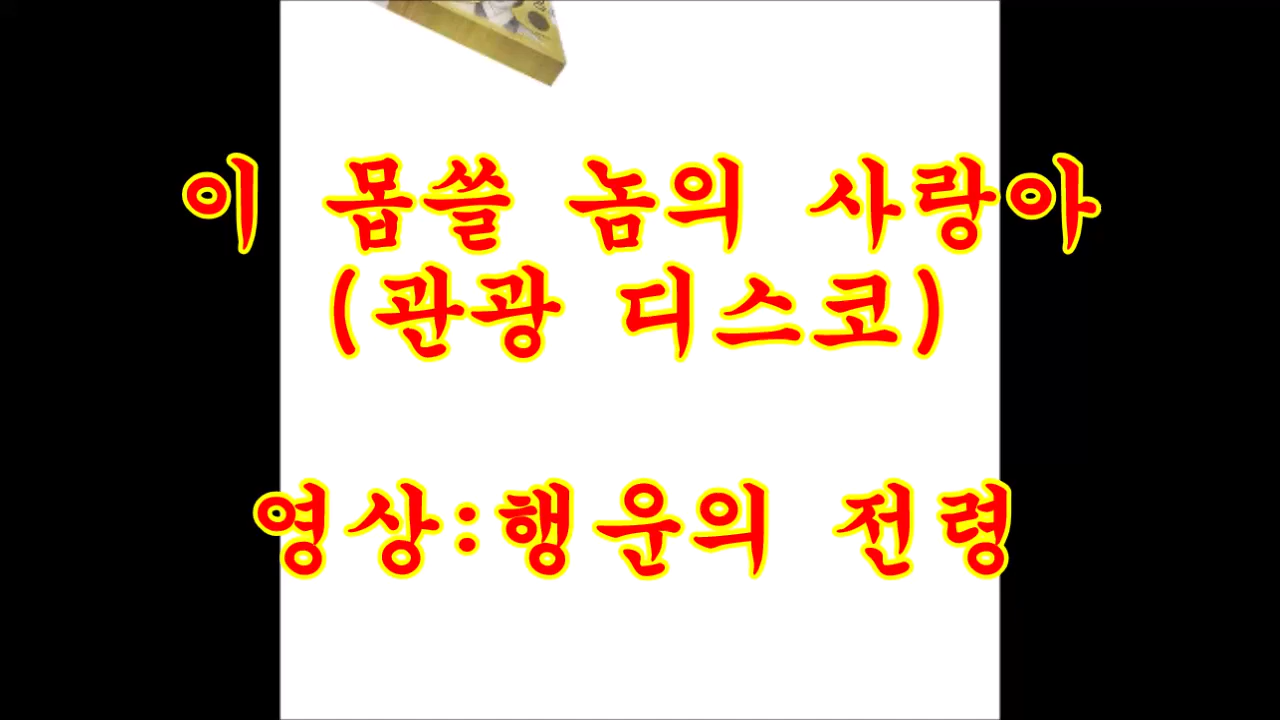 이 몹쓸 놈의 사랑아
(관광 디스코)
영상:행운의 전령